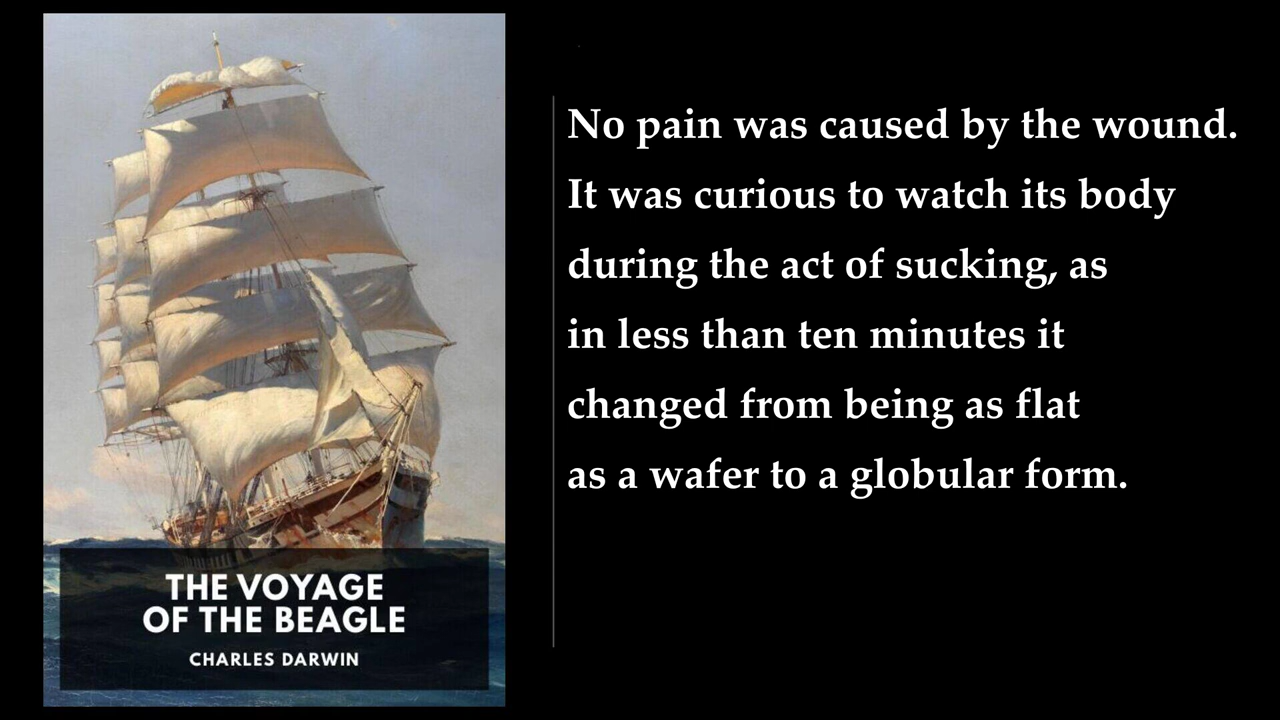 THE VOYAGE
OF THE BEAGLE
CHARLES DARWIN
No pain was caused by the wound.
It was curious to watch its body
during the act of sucking, as
in less than ten minutes it
changed from being as flat
as a wafer to a globular form.